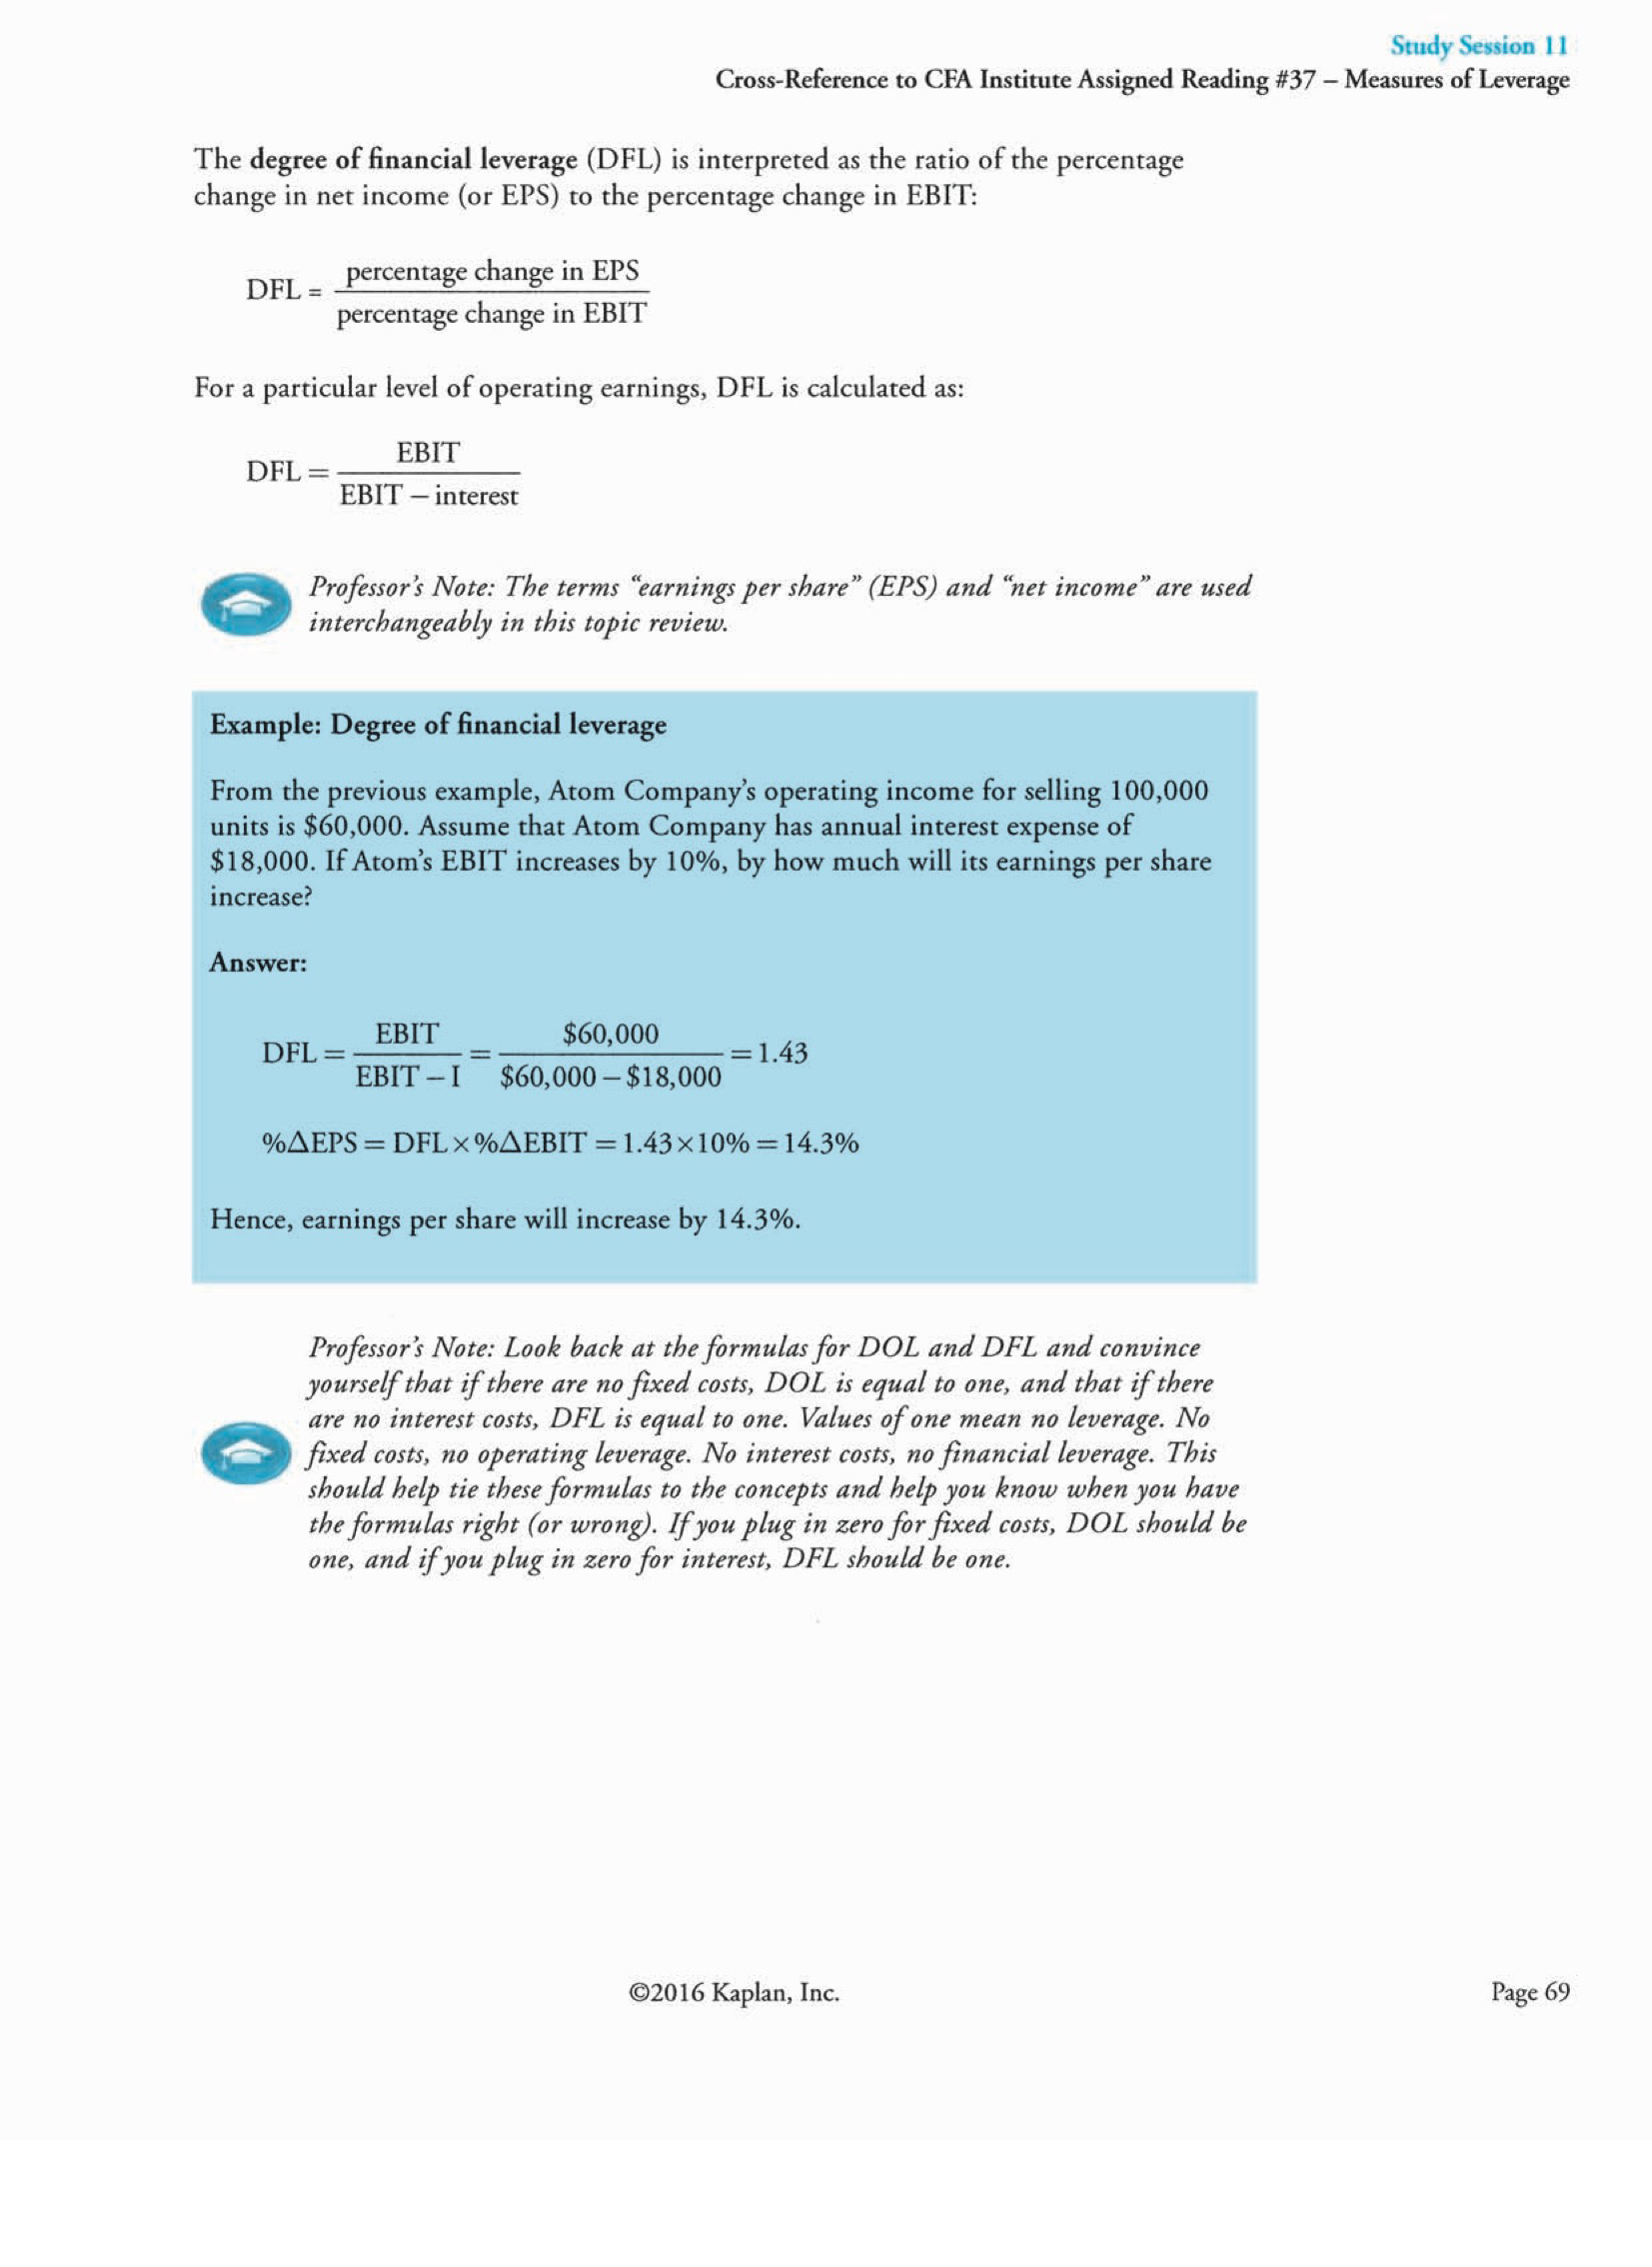 Study Session 11
Cross-Reference to CFA Institute Assigned Reading #37 – Measures of Leverage
The degree of financial leverage (DFL) is interpreted as the ratio of the percentage
change in net income (or EPS) to the percentage change in EBIT:
DFL = percentage change in EPS
percentage change in EBIT
For a particular level of operating earnings, DFL is calculated as:
DFL = EBIT
EBIT – interest
Professor's Note: The terms “earnings per share” (EPS) and “net income” are used
interchangeably in this topic review.
Example: Degree of financial leverage
From the previous example, Atom Company's operating income for selling 100,000
units is $60,000. Assume that Atom Company has annual interest expense of
$18,000. If Atom's EBIT increases by 10%, by how much will its earnings per share
increase?
Answer:
DFL = EBIT = $60,000 = 1.43
EBIT – I $60,000 – $18,000
%ΔEPS = DFL × %ΔEBIT = 1.43 × 10% = 14.3%
Hence, earnings per share will increase by 14.3%.
Professor's Note: Look back at the formulas for DOL and DFL and convince
yourself that if there are no fixed costs, DOL is equal to one, and that if there
are no interest costs, DFL is equal to one. Values of one mean no leverage. No
fixed costs, no operating leverage. No interest costs, no financial leverage. This
should help tie these formulas to the concepts and help you know when you have
the formulas right (or wrong). If you plug in zero for fixed costs, DOL should be
one, and if you plug in zero for interest, DFL should be one.
©2016 Kaplan, Inc.
Page 69